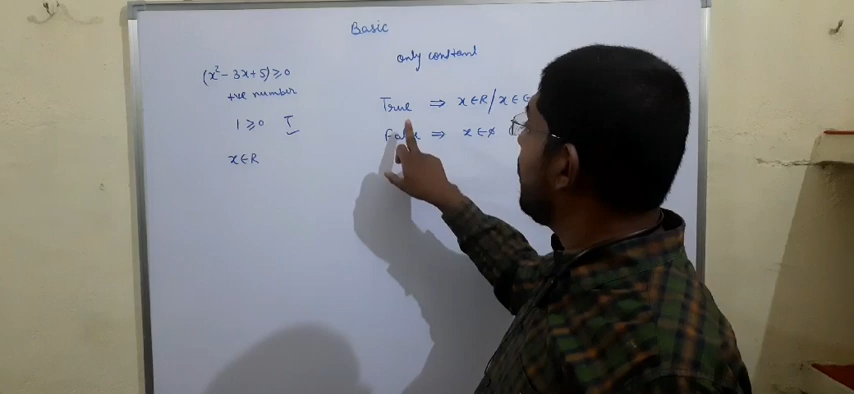 Basic
(x² - 3x + 5) ≥ 0
+ve number
1 ≥ 0 T
x ∈ R
only constant
True ⇒ x ∈ R / x ∈
⇒ x ∈ ϕ